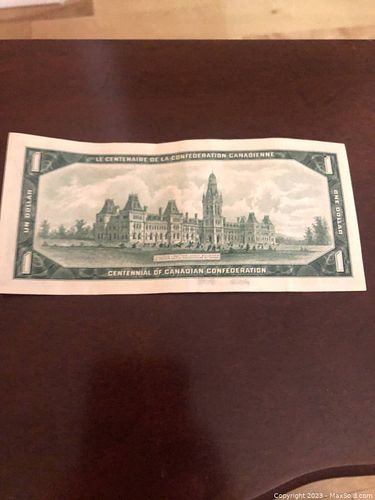 1 LE CENTENAIRE DE LA CONFEDERATION CANADIENNE 1
UN DOLLAR
ONE DOLLAR
1 CENTENNIAL OF CANADIAN CONFEDERATION 1
Copyright 2023 - MaxSold.com